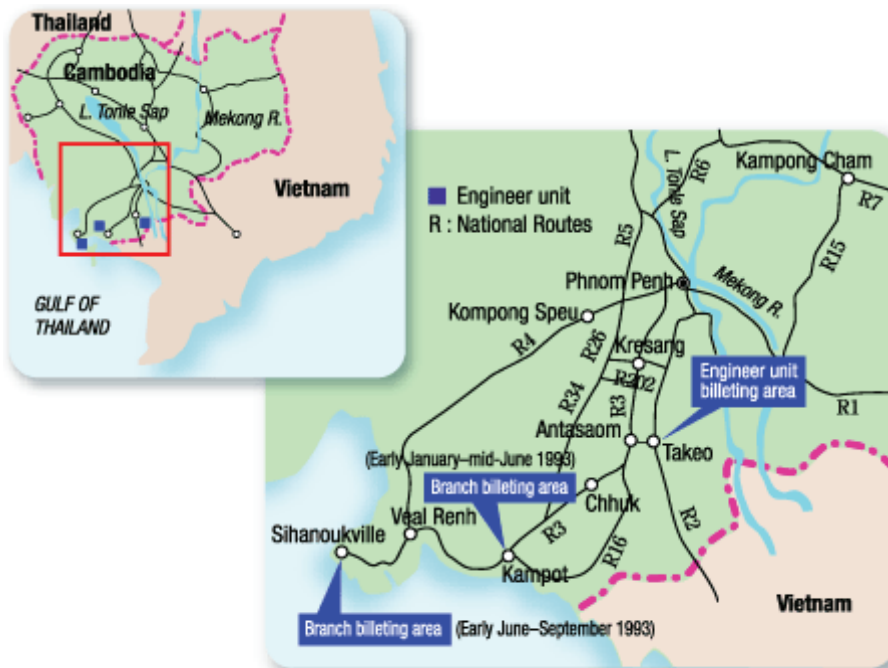 Thailand
Cambodia
L. Tonle Sap
Mekong R.
Vietnam
GULF OF
THAILAND
Engineer unit
R : National Routes
L. Tonle Sap
R6
Kampong Cham
R7
R5
R15
Phnom Penh
Mekong R.
Kompong Speu
R4
R26
Kresang
Engineer unit
billeting area
R202
R34
R3
R1
Antasaom
Takeo
(Early January–mid-June 1993)
Branch billeting area
Chhuk
Veal Renh
R3
R2
Sihanoukville
R16
Kampot
Vietnam
Branch billeting area
(Early June–September 1993)